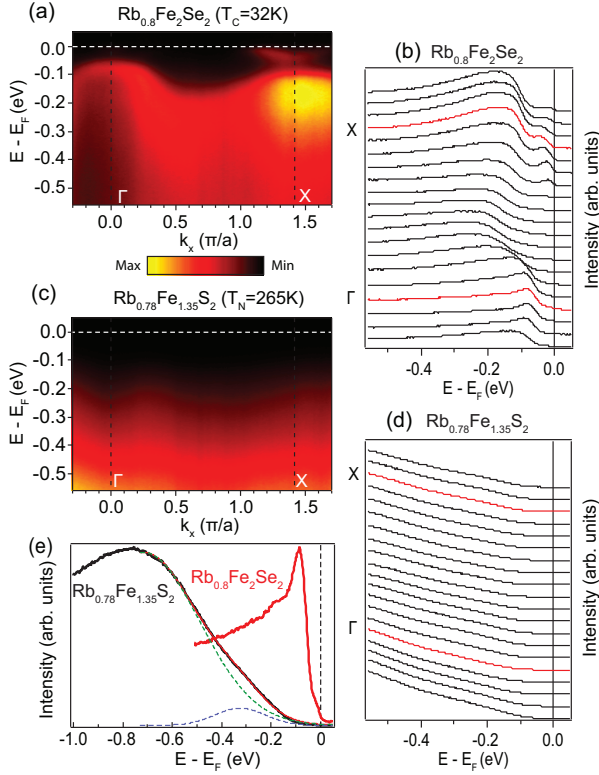 (a)
Rb0.8Fe2Se2 (TC=32K)
0.0
-0.1
-0.2
-0.3
-0.4
-0.5
E - EF (eV)
Γ
X
0.0
0.5
1.0
1.5
kx (π/a)
Max
Min
(b)
Rb0.8Fe2Se2
X
Γ
Intensity (arb. units)
-0.4
-0.2
0.0
E - EF (eV)
(c)
Rb0.78Fe1.35S2 (TN=265K)
0.0
-0.1
-0.2
-0.3
-0.4
-0.5
E - EF (eV)
Γ
X
0.0
0.5
1.0
1.5
kx (π/a)
(d)
Rb0.78Fe1.35S2
X
Γ
Intensity (arb. units)
-0.4
-0.2
0.0
E - EF (eV)
(e)
Rb0.78Fe1.35S2
Rb0.8Fe2Se2
Intensity (arb. units)
-1.0
-0.8
-0.6
-0.4
-0.2
0
E - EF (eV)